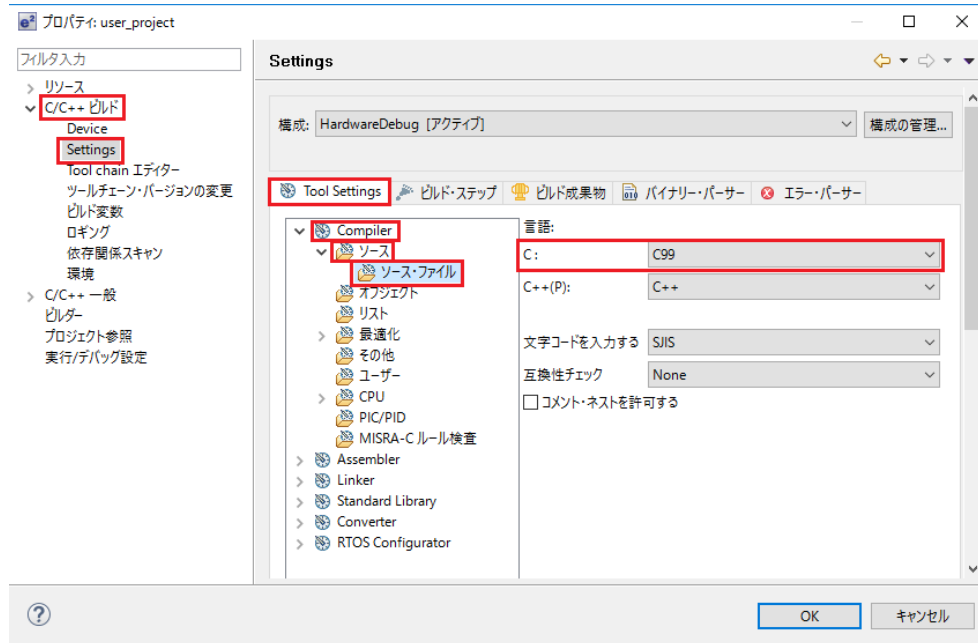 e² プロパティ: user_project
フィルタ入力
リソース
C/C++ ビルド
Device
Settings
Tool chain エディター
ツールチェーン・バージョンの変更
ビルド変数
ロギング
依存関係スキャン
環境
C/C++ 一般
ビルダー
プロジェクト参照
実行/デバッグ設定
Settings
構成: HardwareDebug [アクティブ] 構成の管理...
Tool Settings ビルド・ステップ ビルド成果物 バイナリー・パーサー エラー・パーサー
Compiler
ソース
ソース・ファイル
オブジェクト
リスト
最適化
その他
ユーザー
CPU
PIC/PID
MISRA-C ルール検査
Assembler
Linker
Standard Library
Converter
RTOS Configurator
言語:
C: C99
C++(P): C++
文字コードを入力する SJIS
互換性チェック None
コメント・ネストを許可する
? OK キャンセル